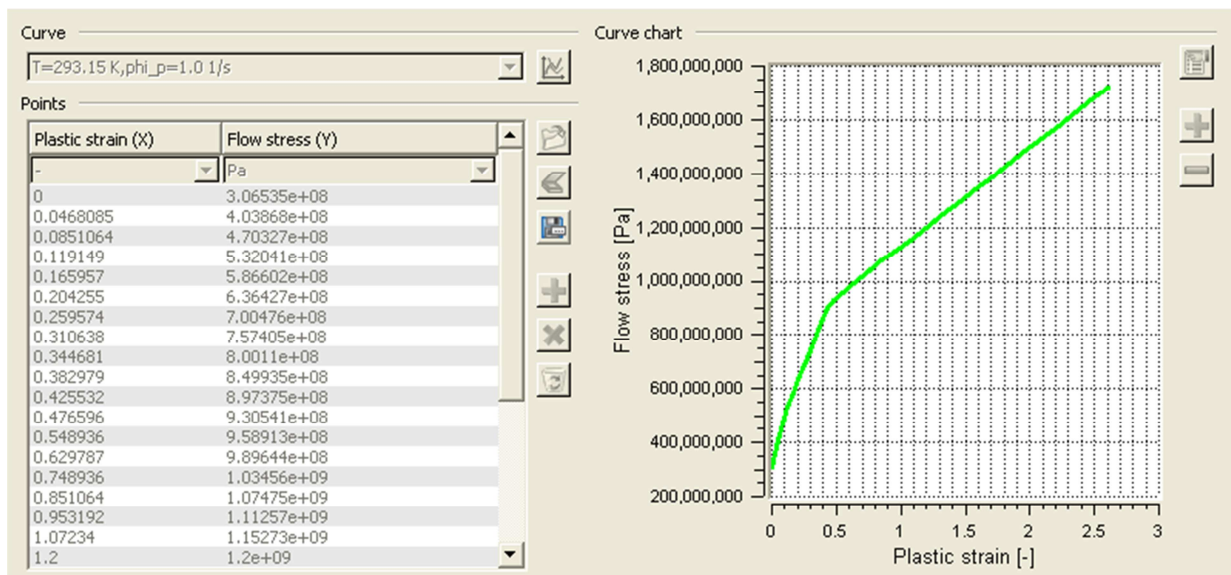 Curve
T=293.15 K,phi_p=1.0 1/s
Points
Plastic strain (X) Flow stress (Y)
- Pa
0 3.06535e+08
0.0468085 4.03868e+08
0.0851064 4.70327e+08
0.119149 5.32041e+08
0.165957 5.86602e+08
0.204255 6.36427e+08
0.259574 7.00476e+08
0.310638 7.57405e+08
0.344681 8.0011e+08
0.382979 8.49935e+08
0.425532 8.97375e+08
0.476596 9.30541e+08
0.548936 9.58913e+08
0.629787 9.89644e+08
0.748936 1.03456e+09
0.851064 1.07475e+09
0.953192 1.11257e+09
1.07234 1.15273e+09
1.2 1.2e+09
Curve chart
1,800,000,000
1,600,000,000
1,400,000,000
1,200,000,000
1,000,000,000
800,000,000
600,000,000
400,000,000
200,000,000
Flow stress [Pa]
0 0.5 1 1.5 2 2.5 3
Plastic strain [-]